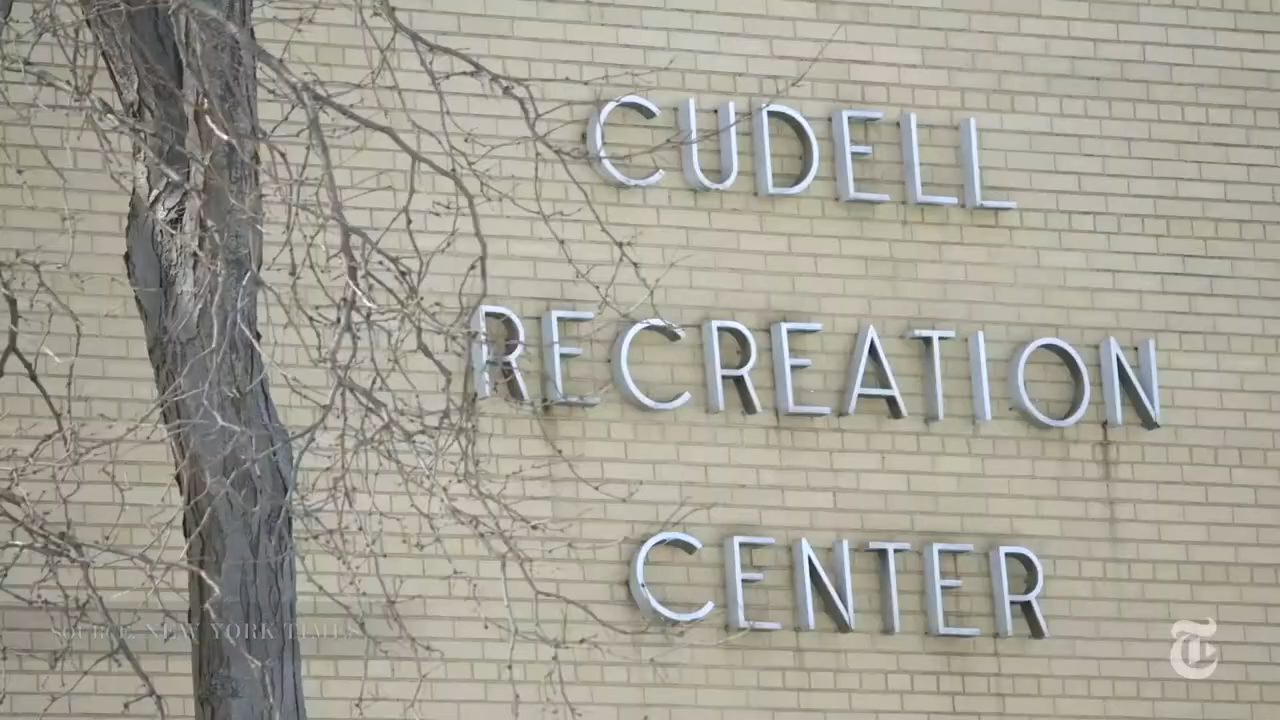 CUDELL
RECREATION
CENTER
SOURCE: NEW YORK TIMES
T